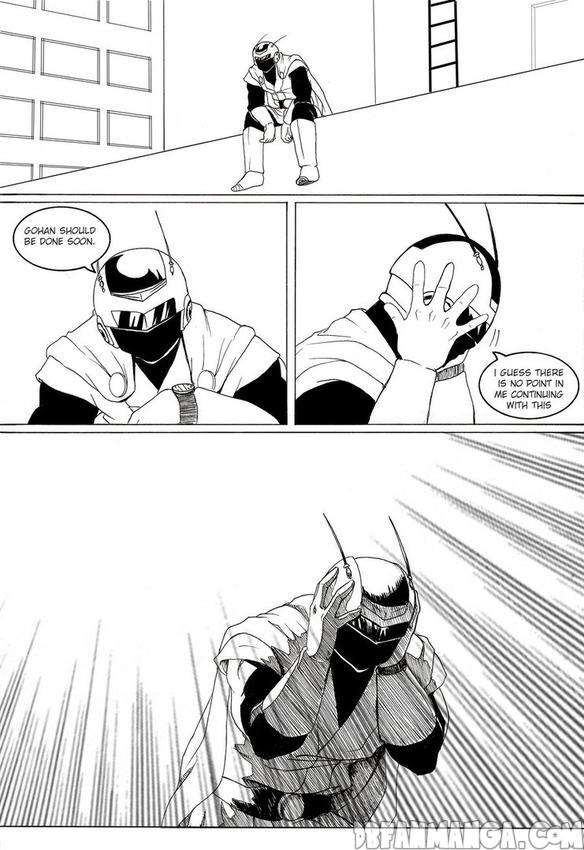 GOHAN SHOULD
BE DONE SOON.
I GUESS THERE
IS NO POINT IN
ME CONTINUING
WITH THIS
DBFANMANGA.COM